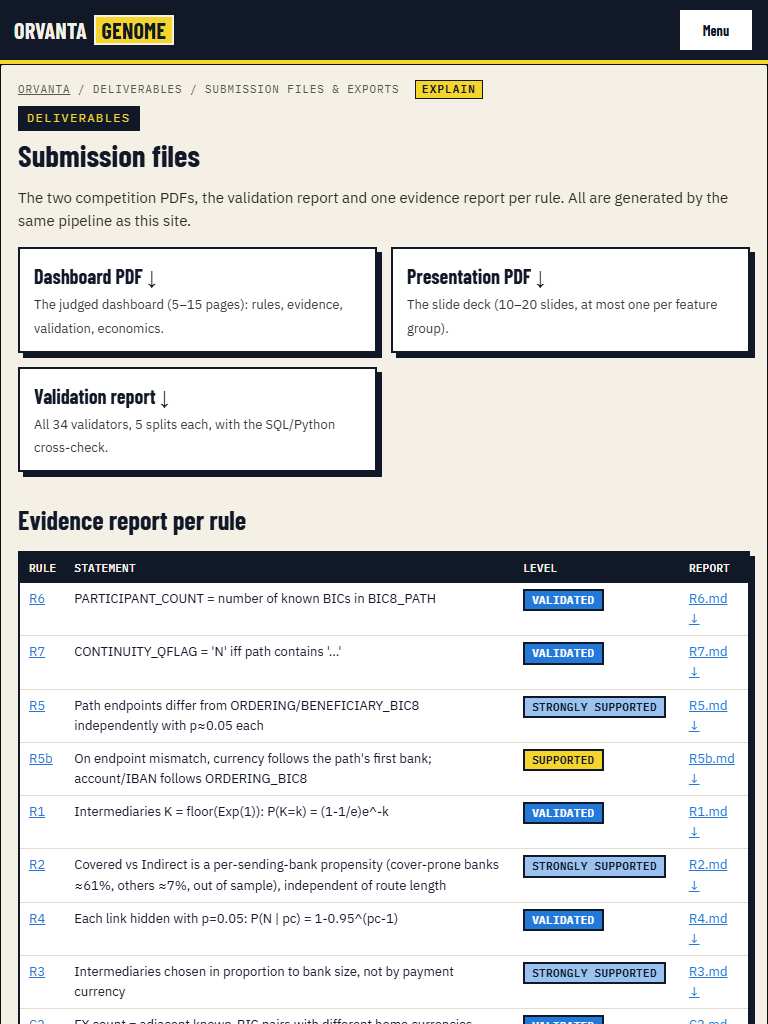 ORVANTA GENOME
Menu
ORVANTA / DELIVERABLES / SUBMISSION FILES & EXPORTS EXPLAIN
DELIVERABLES
Submission files
The two competition PDFs, the validation report and one evidence report per rule. All are generated by the
same pipeline as this site.
Dashboard PDF ↓
The judged dashboard (5–15 pages): rules, evidence,
validation, economics.
Presentation PDF ↓
The slide deck (10–20 slides, at most one per feature
group).
Validation report ↓
All 34 validators, 5 splits each, with the SQL/Python
cross-check.
Evidence report per rule
RULE STATEMENT LEVEL REPORT
R6 PARTICIPANT_COUNT = number of known BICs in BIC8_PATH VALIDATED R6.md
↓
R7 CONTINUITY_QFLAG = 'N' iff path contains '...' VALIDATED R7.md
↓
R5 Path endpoints differ from ORDERING/BENEFICIARY_BIC8 STRONGLY SUPPORTED R5.md
independently with p≈0.05 each ↓
R5b On endpoint mismatch, currency follows the path's first bank; SUPPORTED R5b.md
account/IBAN follows ORDERING_BIC8 ↓
R1 Intermediaries K = floor(Exp(1)): P(K=k) = (1-1/e)e^-k VALIDATED R1.md
↓
R2 Covered vs Indirect is a per-sending-bank propensity (cover-prone banks STRONGLY SUPPORTED R2.md
≈61%, others ≈7%, out of sample), independent of route length ↓
R4 Each link hidden with p=0.05: P(N | pc) = 1-0.95^(pc-1) VALIDATED R4.md
↓
R3 Intermediaries chosen in proportion to bank size, not by payment STRONGLY SUPPORTED R3.md
currency ↓